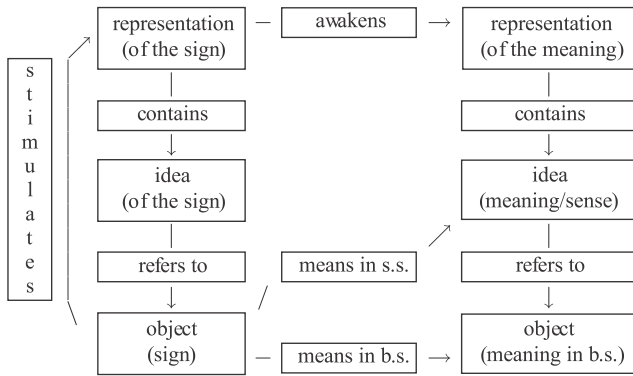 representation
(of the sign)
awakens
representation
(of the meaning)
stimulates
contains
contains
idea
(of the sign)
idea
(meaning/sense)
refers to
means in s.s.
refers to
object
(sign)
means in b.s.
object
(meaning in b.s.)